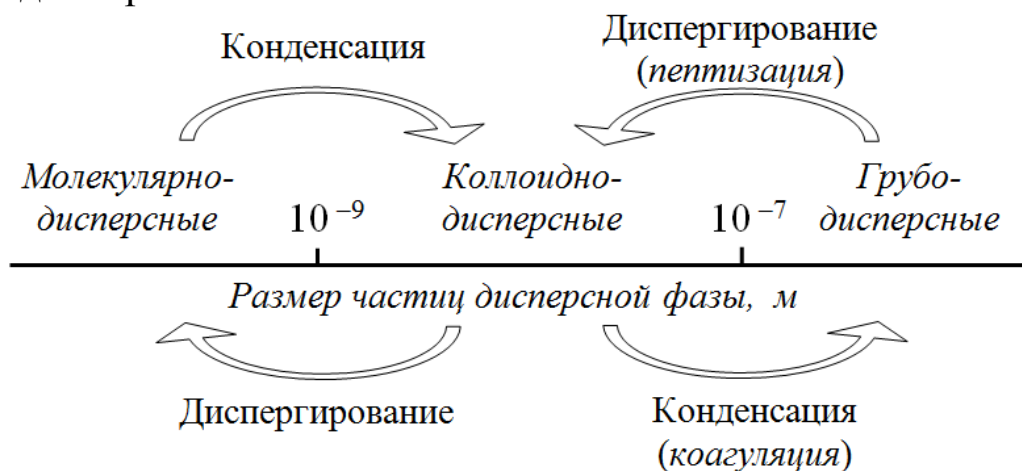 Конденсация
Диспергирование
(пептизация)
Молекулярно-
дисперсные
10 –9
Коллоидно-
дисперсные
10 –7
Грубо-
дисперсные
Размер частиц дисперсной фазы, м
Диспергирование
Конденсация
(коагуляция)